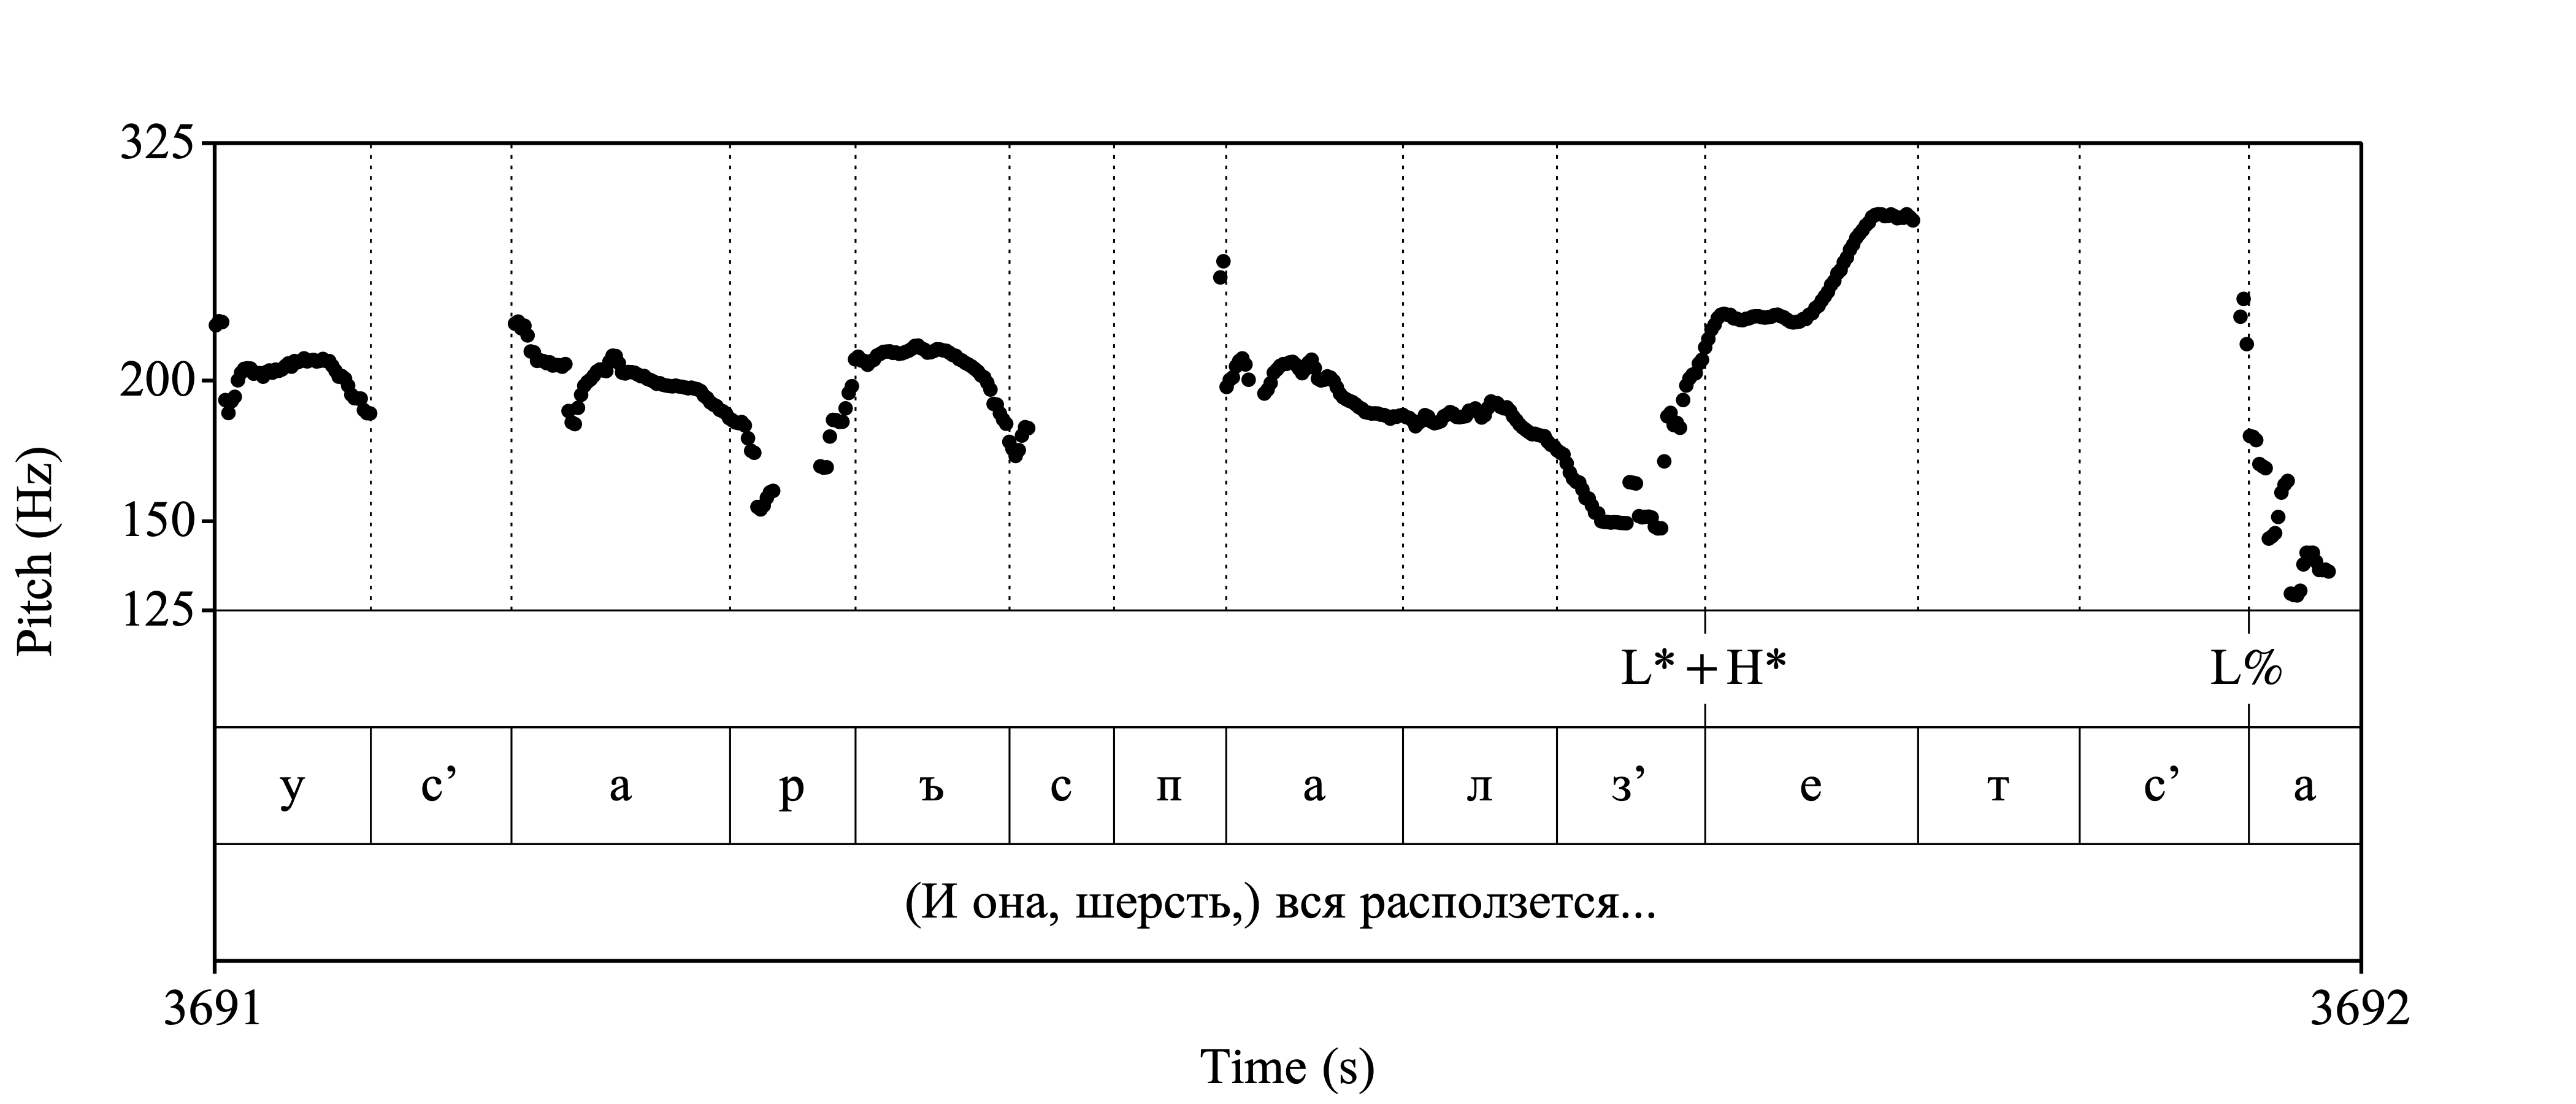 325
200
150
125
Pitch (Hz)
L* + H* L%
у с’ а р ъ с п а л з’ е т с’ а
(И она, шерсть,) вся расползется...
3691 3692
Time (s)